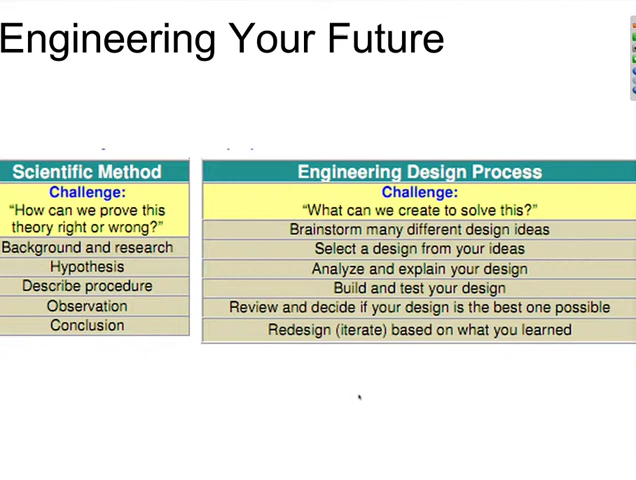 Engineering Your Future
Scientific Method
Challenge:
“How can we prove this
theory right or wrong?”
Background and research
Hypothesis
Describe procedure
Observation
Conclusion
Engineering Design Process
Challenge:
“What can we create to solve this?”
Brainstorm many different design ideas
Select a design from your ideas
Analyze and explain your design
Build and test your design
Review and decide if your design is the best one possible
Redesign (iterate) based on what you learned